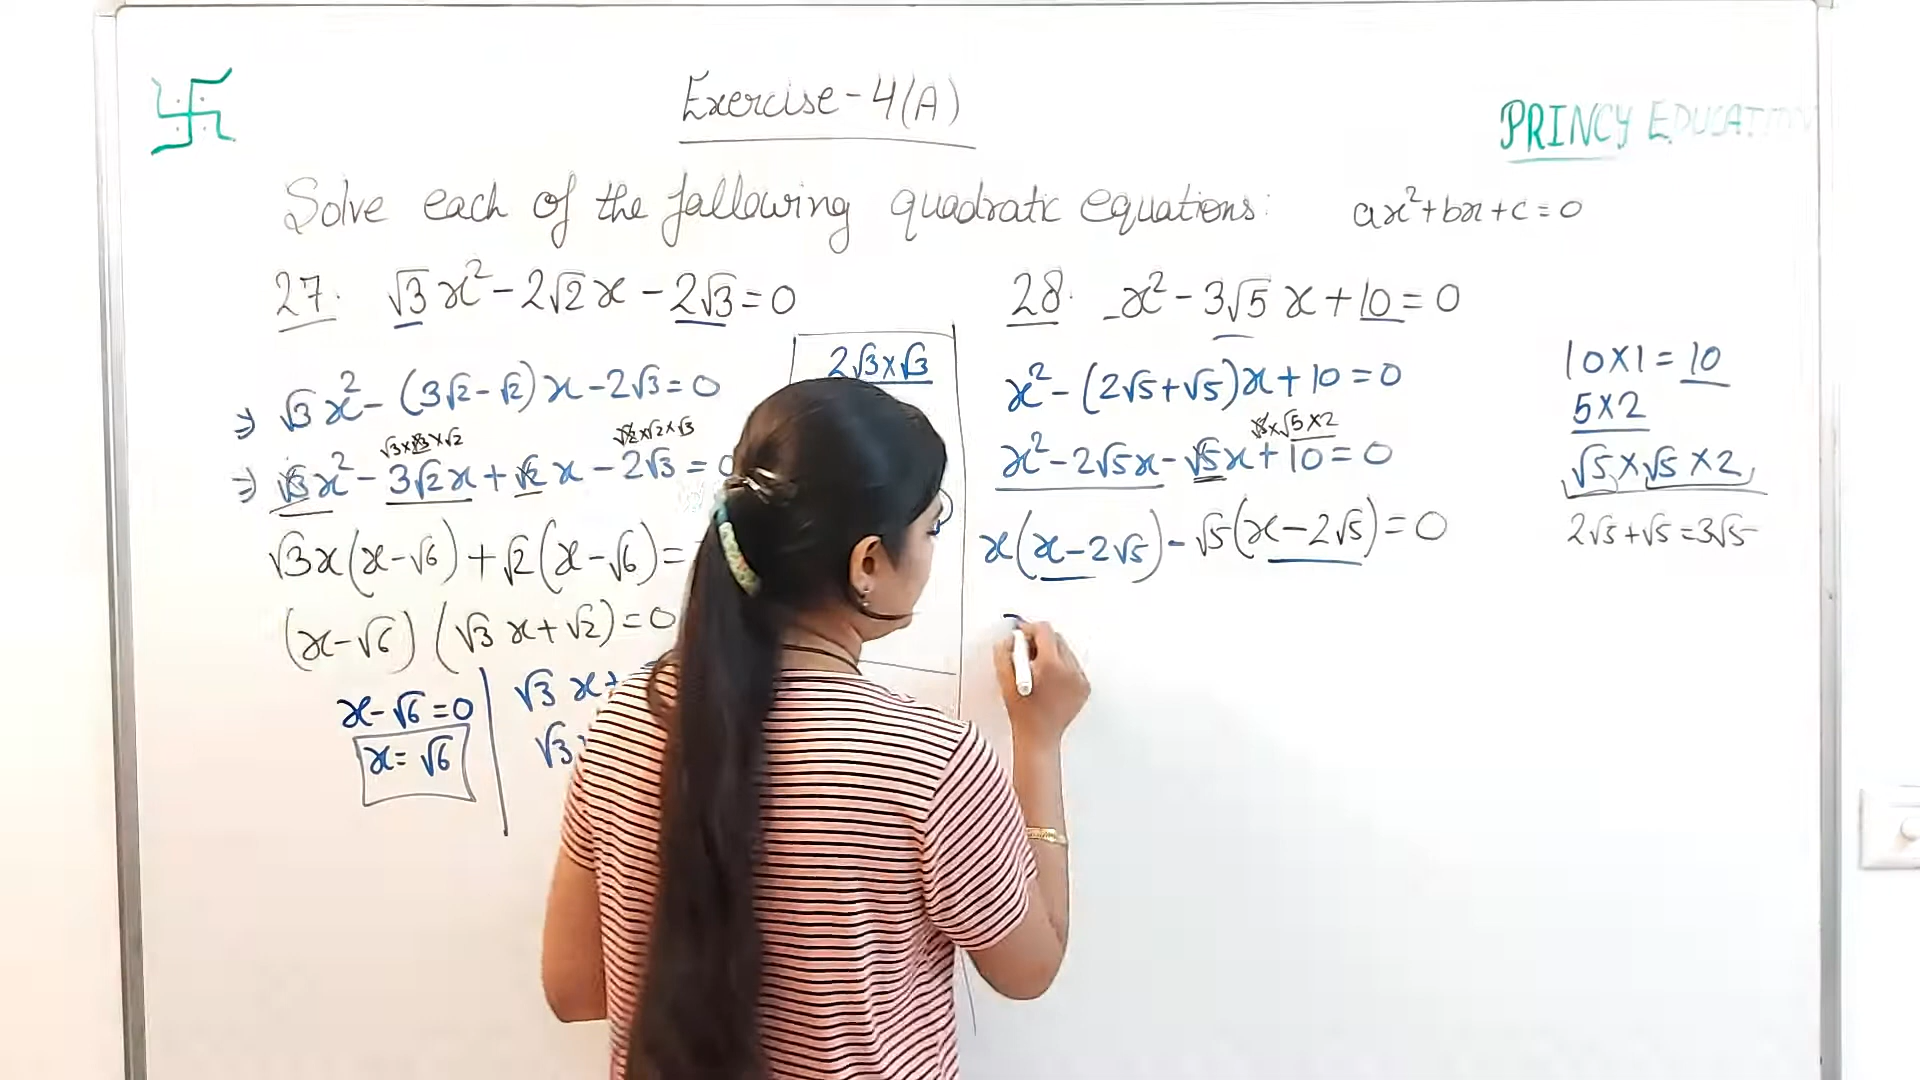 Exercise-4(A)
PRINCY EDUCATION
Solve each of the following quadratic equations: ax²+bx+c=0
27. √3x²-2√2x-2√3=0
⇒ √3x²-(3√2-√2)x-2√3=0
√3×√3×√2 √2×√2×√3
⇒ √3x²-3√2x+√2x-2√3=0
√3x(x-√6)+√2(x-√6)=
(x-√6)(√3x+√2)=0
x-√6=0
x=√6
√3x+
√3
2√3×√3
28. x²-3√5x+10=0
x²-(2√5+√5)x+10=0
√5×√5×2
x²-2√5x-√5x+10=0
x(x-2√5)-√5(x-2√5)=0
10×1=10
5×2
√5×√5×2
2√5+√5=3√5